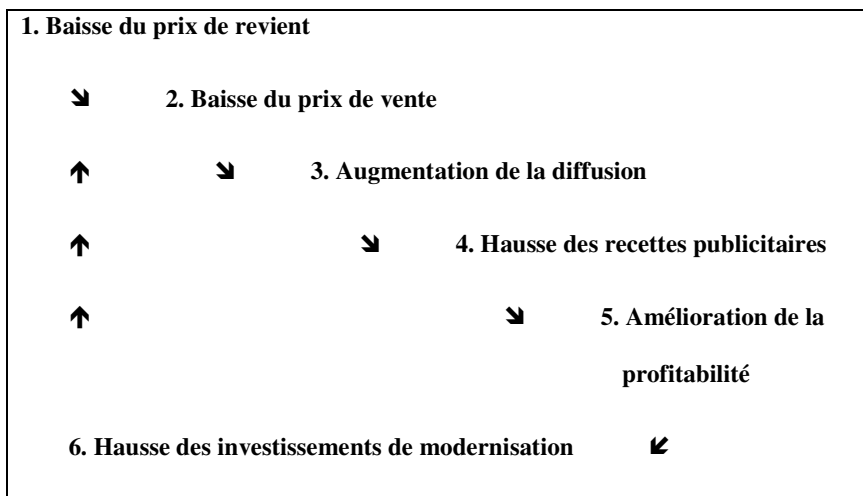 1. Baisse du prix de revient
➘ 2. Baisse du prix de vente
↑ ➘ 3. Augmentation de la diffusion
↑ ➘ 4. Hausse des recettes publicitaires
↑ ➘ 5. Amélioration de la
profitabilité
6. Hausse des investissements de modernisation ↙